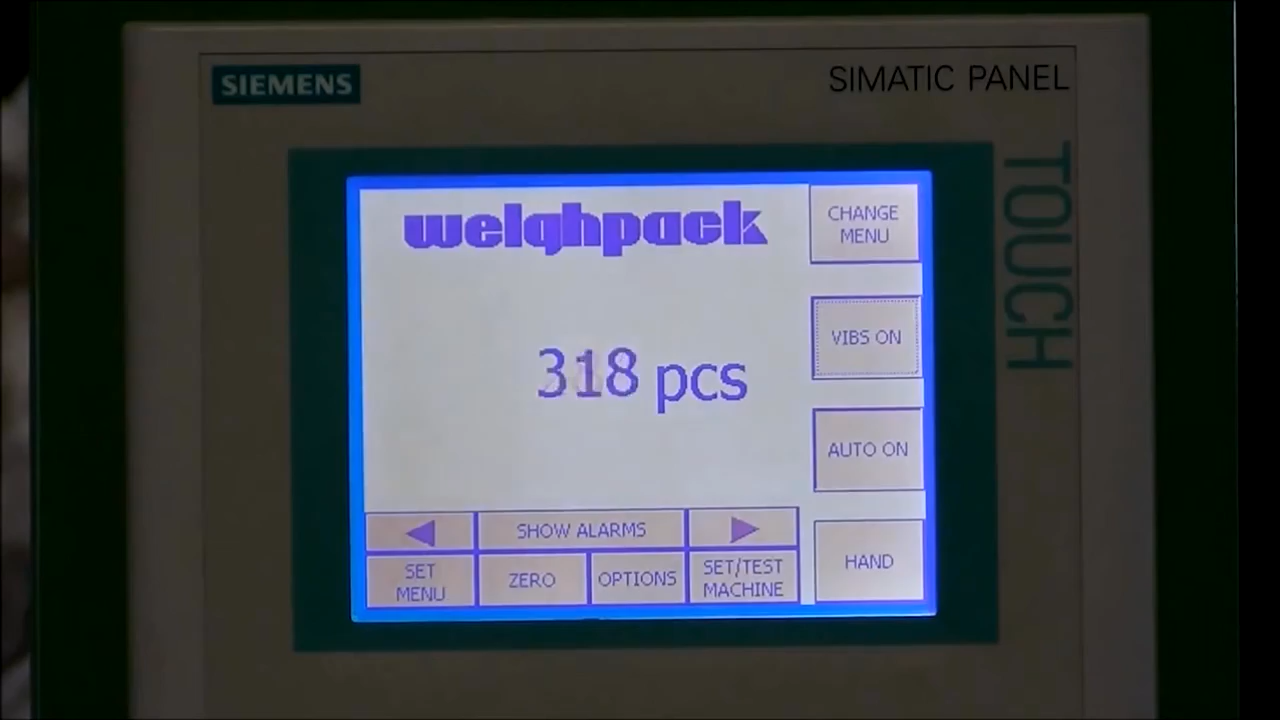 SIEMENS
SIMATIC PANEL
TOUCH
weighpack
CHANGE
MENU
318 pcs
VIBS ON
AUTO ON
HAND
SHOW ALARMS
SET
MENU
ZERO
OPTIONS
SET/TEST
MACHINE